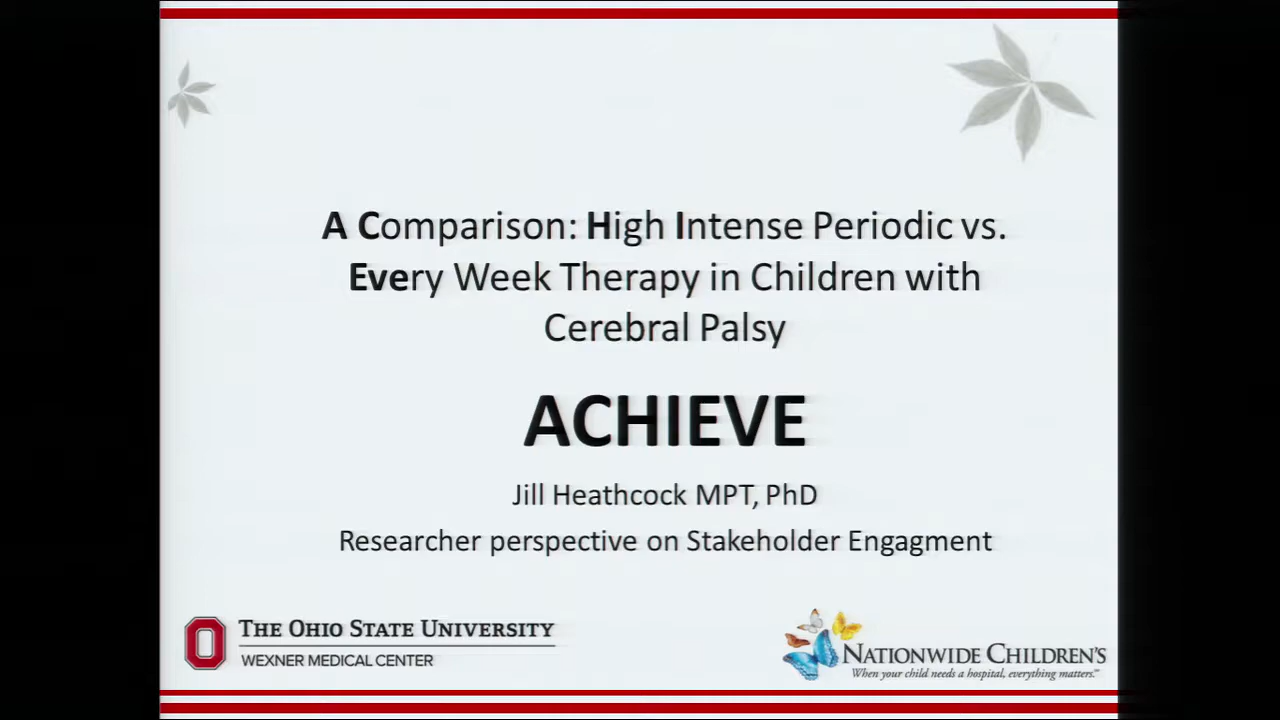 A Comparison: High Intense Periodic vs.
Every Week Therapy in Children with
Cerebral Palsy
ACHIEVE
Jill Heathcock MPT, PhD
Researcher perspective on Stakeholder Engagment
THE OHIO STATE UNIVERSITY
WEXNER MEDICAL CENTER
NATIONWIDE CHILDREN'S
When your child needs a hospital, everything matters.™